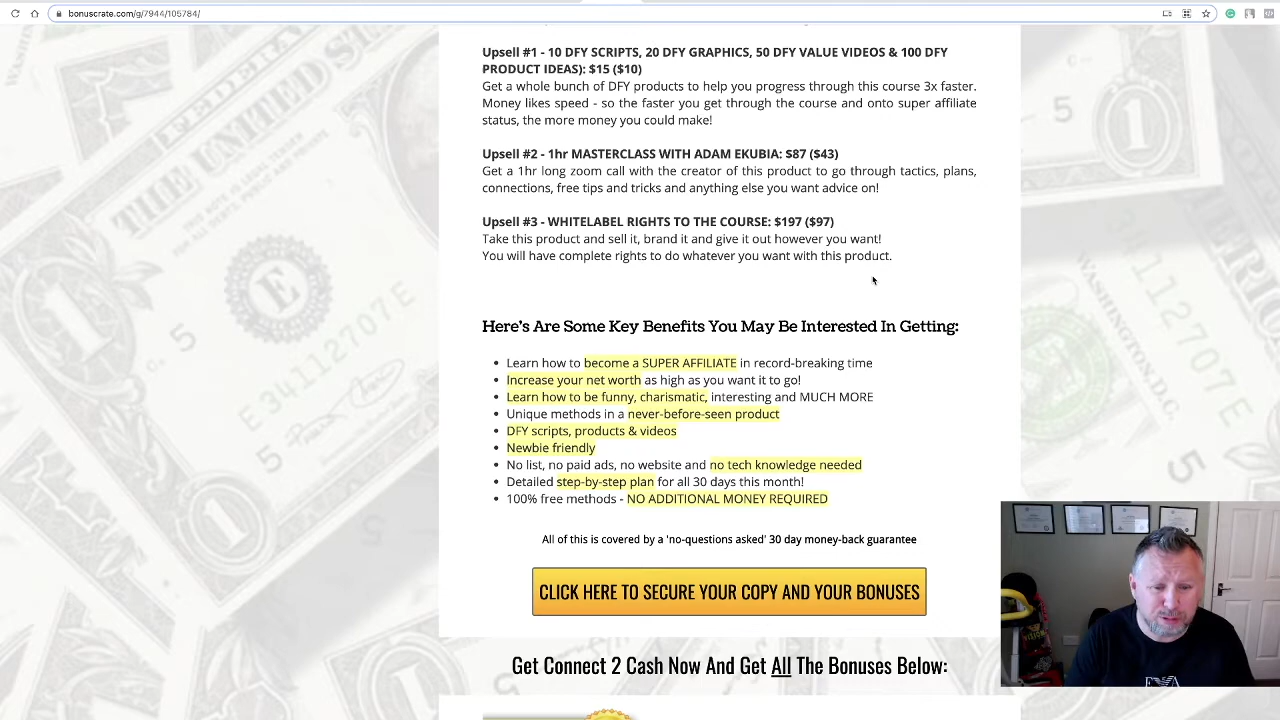 bonuscrate.com/g/7944/105784/
Upsell #1 - 10 DFY SCRIPTS, 20 DFY GRAPHICS, 50 DFY VALUE VIDEOS & 100 DFY
PRODUCT IDEAS): $15 ($10)
Get a whole bunch of DFY products to help you progress through this course 3x faster.
Money likes speed - so the faster you get through the course and onto super affiliate
status, the more money you could make!
Upsell #2 - 1hr MASTERCLASS WITH ADAM EKUBIA: $87 ($43)
Get a 1hr long zoom call with the creator of this product to go through tactics, plans,
connections, free tips and tricks and anything else you want advice on!
Upsell #3 - WHITELABEL RIGHTS TO THE COURSE: $197 ($97)
Take this product and sell it, brand it and give it out however you want!
You will have complete rights to do whatever you want with this product.
Here's Are Some Key Benefits You May Be Interested In Getting:
Learn how to become a SUPER AFFILIATE in record-breaking time
Increase your net worth as high as you want it to go!
Learn how to be funny, charismatic, interesting and MUCH MORE
Unique methods in a never-before-seen product
DFY scripts, products & videos
Newbie friendly
No list, no paid ads, no website and no tech knowledge needed
Detailed step-by-step plan for all 30 days this month!
100% free methods - NO ADDITIONAL MONEY REQUIRED
All of this is covered by a 'no-questions asked' 30 day money-back guarantee
CLICK HERE TO SECURE YOUR COPY AND YOUR BONUSES
Get Connect 2 Cash Now And Get All The Bonuses Below: